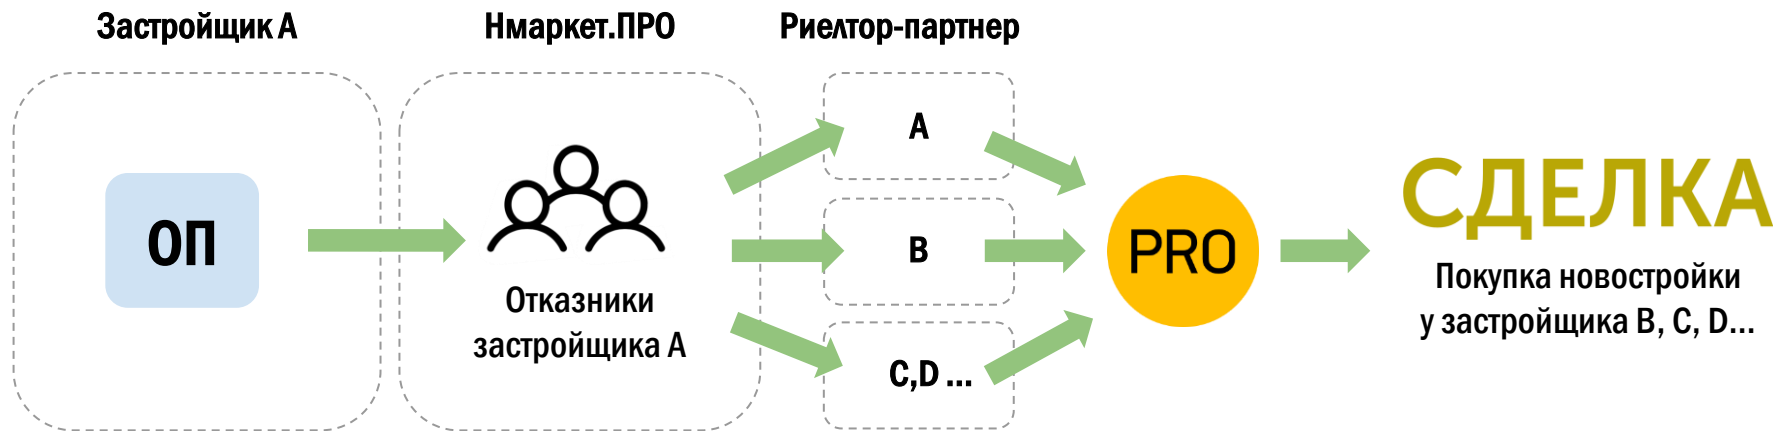 Застройщик А
Нмаркет.ПРО
Риелтор-партнер
ОП
Отказники
застройщика А
A
B
C,D ...
PRO
СДЕЛКА
Покупка новостройки
у застройщика B, C, D...